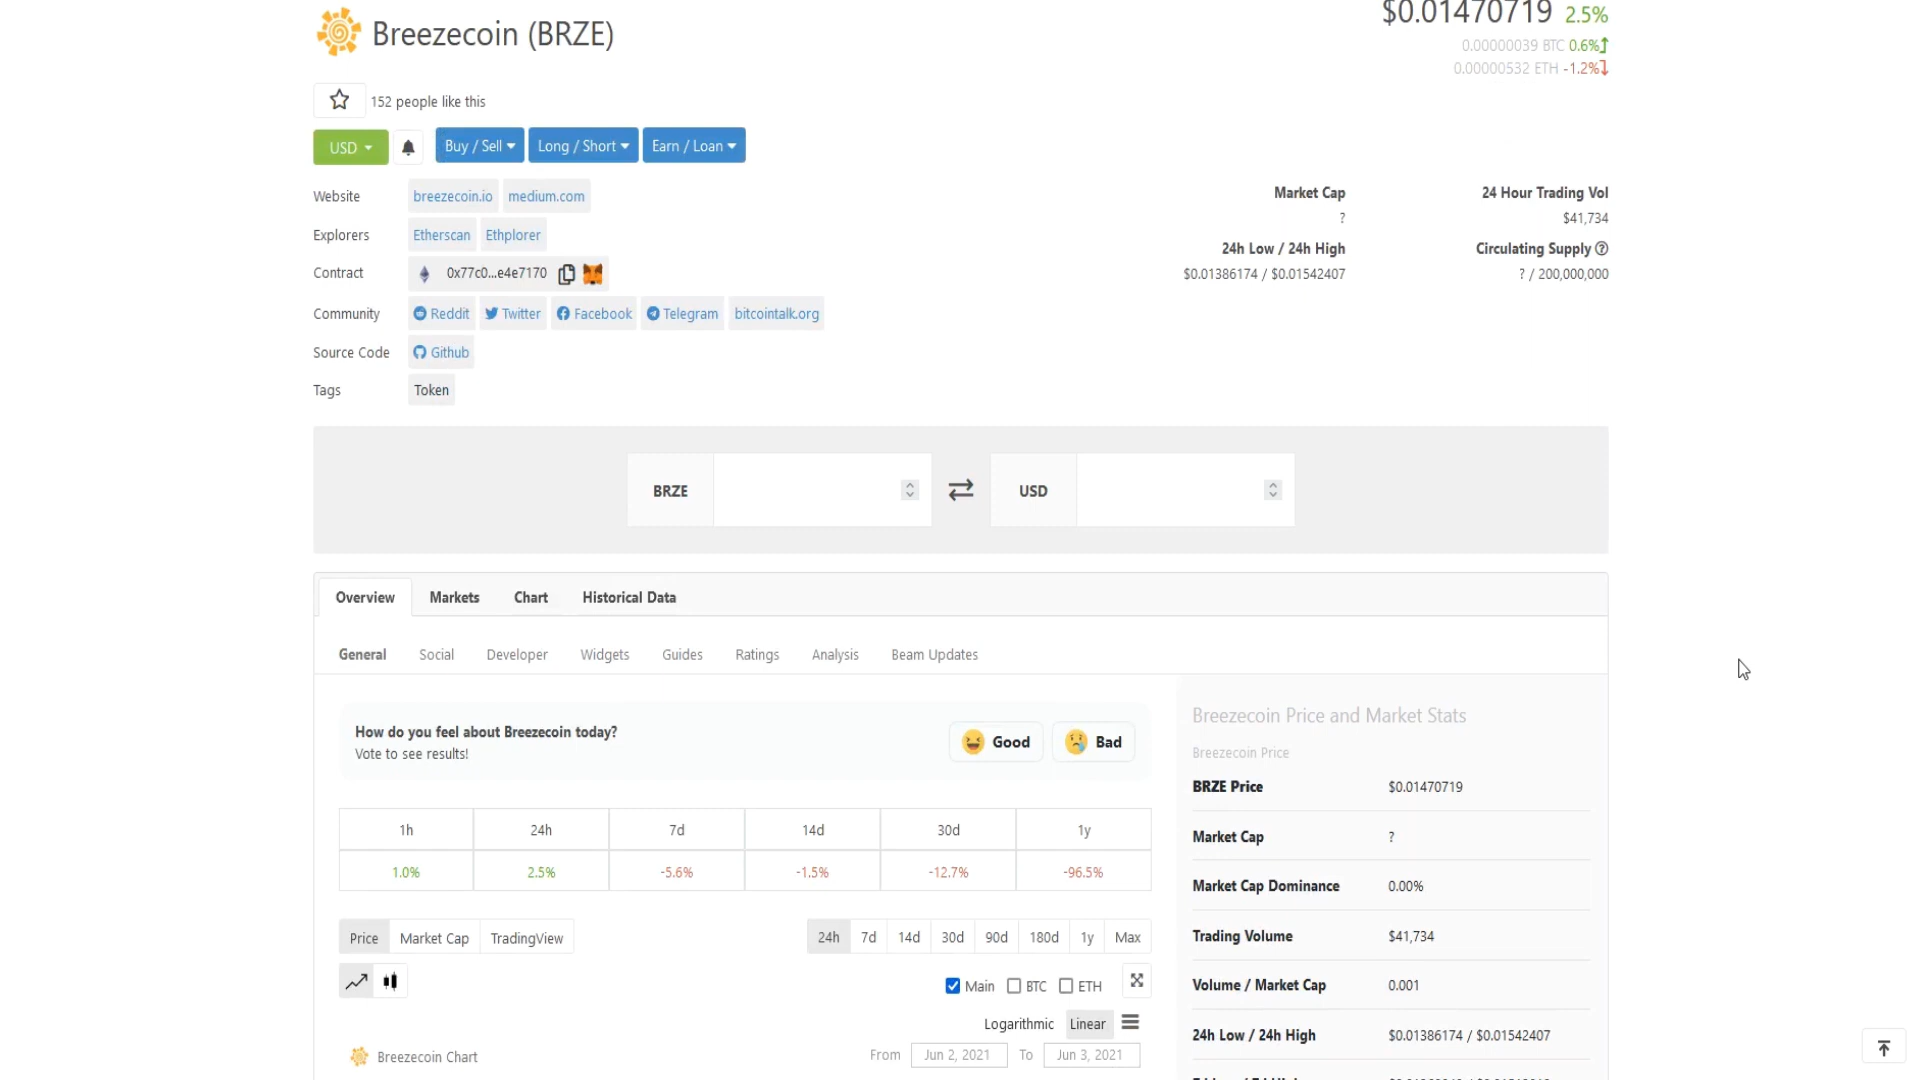 Breezecoin (BRZE)
$0.01470719 2.5%
0.00000039 BTC 0.6%
0.00000532 ETH -1.2%
152 people like this
USD Buy / Sell Long / Short Earn / Loan
Website breezecoin.io medium.com
Explorers Etherscan Ethplorer
Contract 0x77c0...e4e7170
Community Reddit Twitter Facebook Telegram bitcointalk.org
Source Code Github
Tags Token
Market Cap 24 Hour Trading Vol
? $41,734
24h Low / 24h High Circulating Supply ?
$0.01386174 / $0.01542407 ? / 200,000,000
BRZE USD
Overview Markets Chart Historical Data
General Social Developer Widgets Guides Ratings Analysis Beam Updates
How do you feel about Breezecoin today?
Vote to see results!
Good Bad
1h 24h 7d 14d 30d 1y
1.0% 2.5% -5.6% -1.5% -12.7% -96.5%
Price Market Cap TradingView
24h 7d 14d 30d 90d 180d 1y Max
Main BTC ETH
Logarithmic Linear
Breezecoin Chart
From Jun 2, 2021 To Jun 3, 2021
Breezecoin Price and Market Stats
Breezecoin Price
BRZE Price $0.01470719
Market Cap ?
Market Cap Dominance 0.00%
Trading Volume $41,734
Volume / Market Cap 0.001
24h Low / 24h High $0.01386174 / $0.01542407